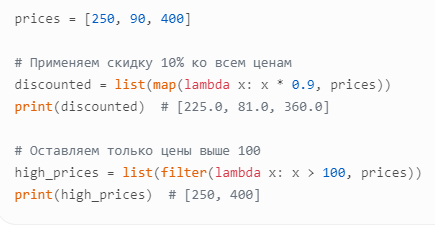 prices = [250, 90, 400]
# Применяем скидку 10% ко всем ценам
discounted = list(map(lambda x: x * 0.9, prices))
print(discounted)  # [225.0, 81.0, 360.0]
# Оставляем только цены выше 100
high_prices = list(filter(lambda x: x > 100, prices))
print(high_prices)  # [250, 400]